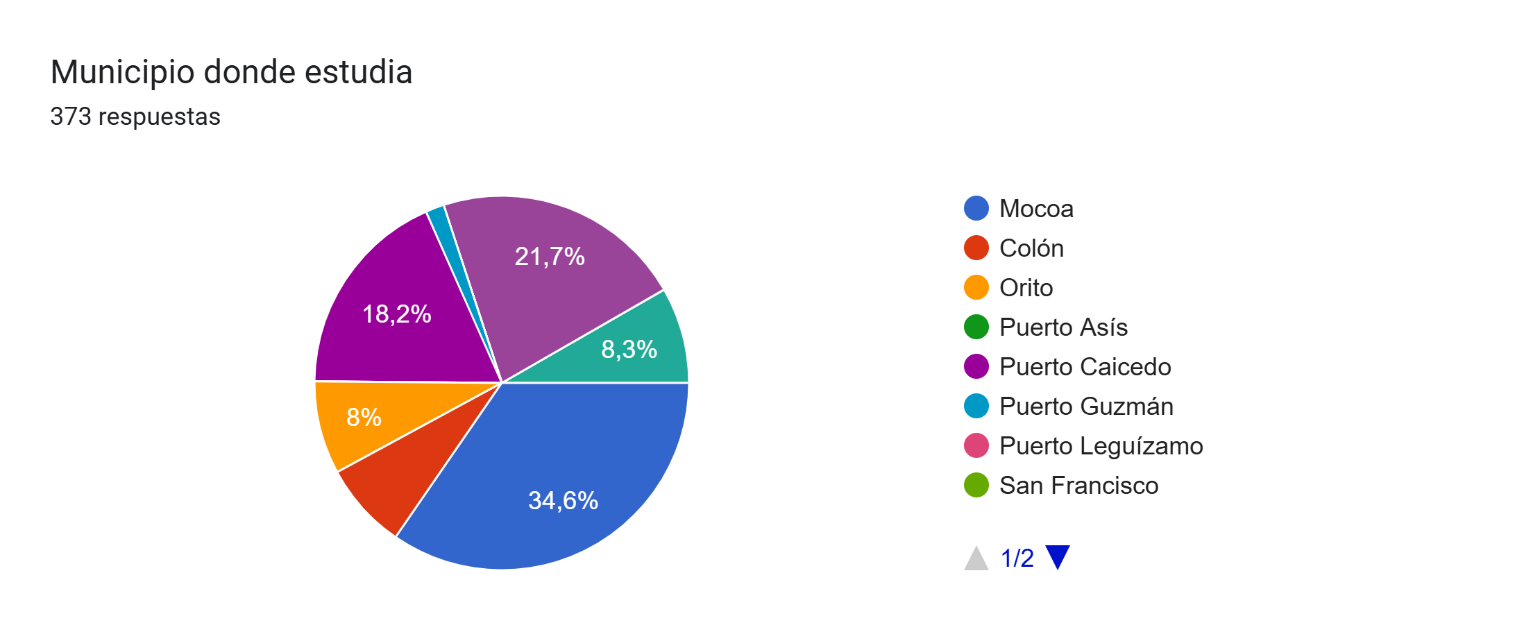 Municipio donde estudia
373 respuestas
21,7%
18,2%
8,3%
8%
34,6%
Mocoa
Colón
Orito
Puerto Asís
Puerto Caicedo
Puerto Guzmán
Puerto Leguízamo
San Francisco
1/2